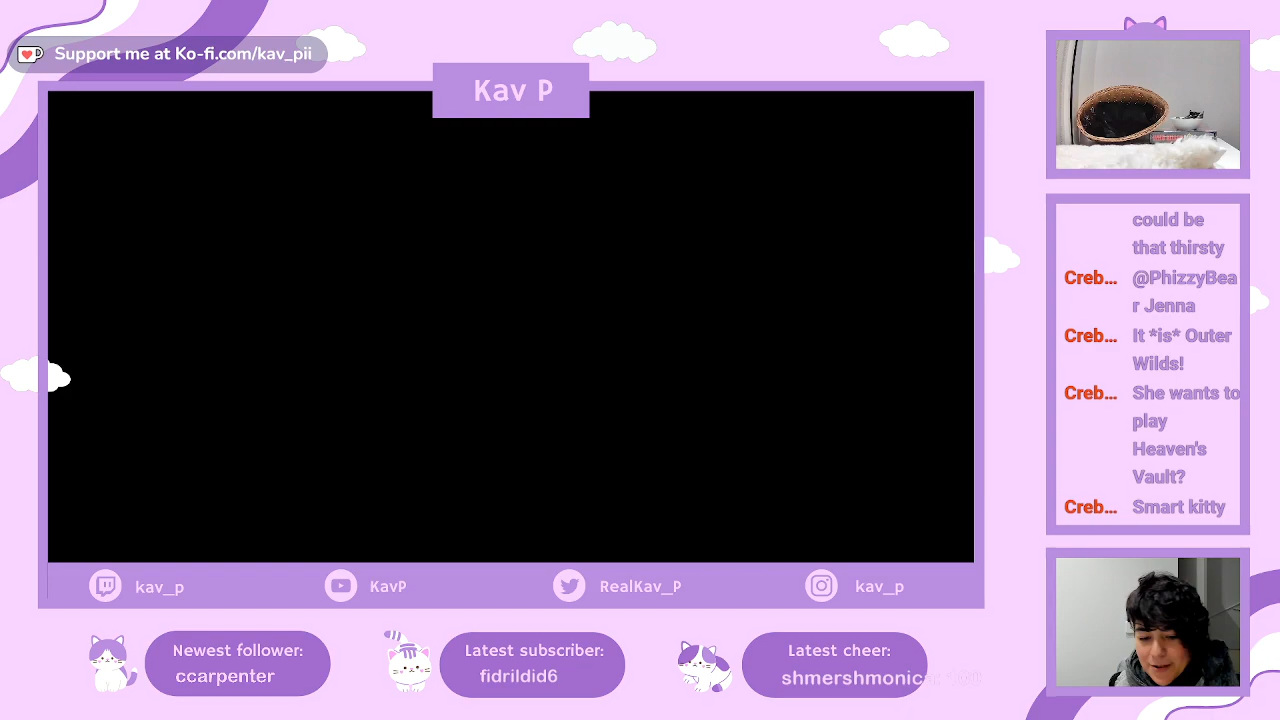 Support me at Ko-fi.com/kav_pii
Kav P
could be
that thirsty
Creb... @PhizzyBea
r Jenna
Creb... It *is* Outer
Wilds!
Creb... She wants to
play
Heaven's
Vault?
Creb... Smart kitty
kav_p
KavP
RealKav_P
kav_p
Newest follower:
ccarpenter
Latest subscriber:
fidrildid6
Latest cheer:
shmershmonic